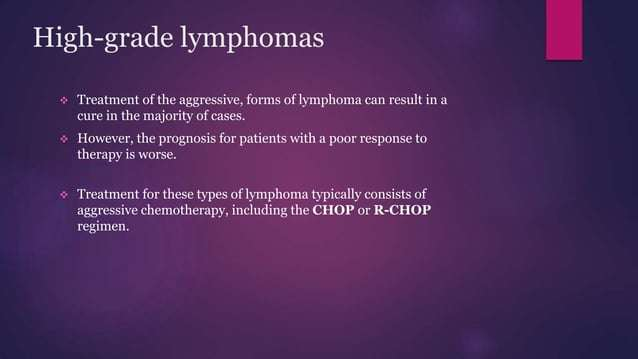 High-grade lymphomas
Treatment of the aggressive, forms of lymphoma can result in a
cure in the majority of cases.
However, the prognosis for patients with a poor response to
therapy is worse.
Treatment for these types of lymphoma typically consists of
aggressive chemotherapy, including the CHOP or R-CHOP
regimen.